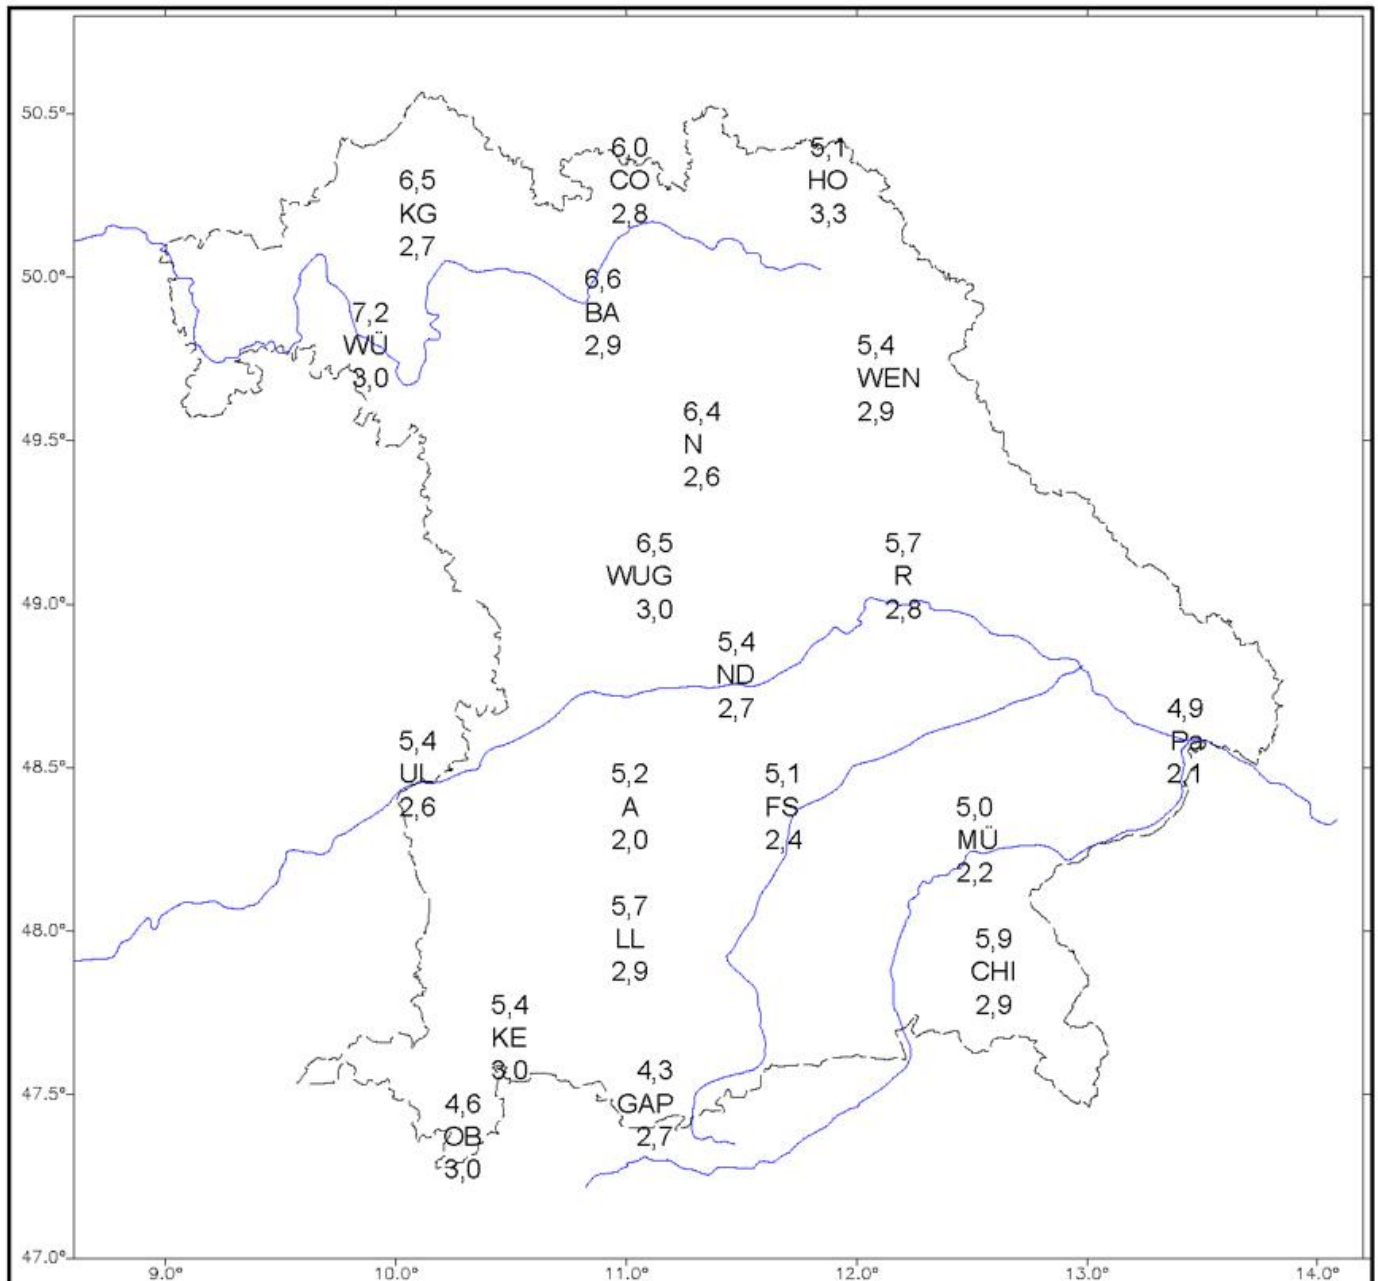 50.5°
6,0
CO
2,8
5,1
HO
3,3
6,5
KG
2,7
50.0°
6,6
BA
2,9
7,2
WÜ
3,0
5,4
WEN
2,9
49.5°
6,4
N
2,6
6,5
WUG
3,0
5,7
R
2,8
49.0°
5,4
ND
2,7
4,9
Pa
2,1
5,4
UL
2,6
48.5°
5,2
A
2,0
5,1
FS
2,4
5,0
MÜ
2,2
5,7
LL
2,9
48.0°
5,9
CHI
2,9
5,4
KE
3,0
4,3
GAP
2,7
47.5°
4,6
OB
3,0
47.0°
9.0° 10.0° 11.0° 12.0° 13.0° 14.0°